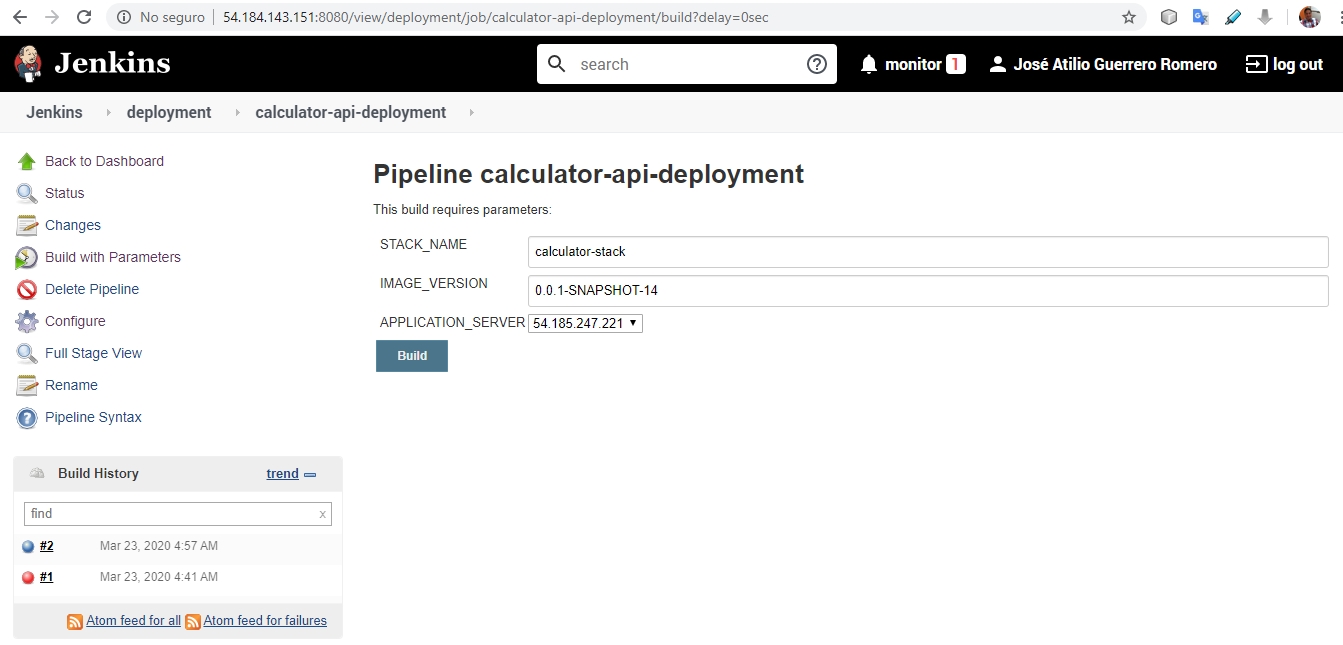 No seguro | 54.184.143.151:8080/view/deployment/job/calculator-api-deployment/build?delay=0sec
Jenkins search ? monitor 1 José Atilio Guerrero Romero log out
Jenkins deployment calculator-api-deployment
Back to Dashboard
Status
Changes
Build with Parameters
Delete Pipeline
Configure
Full Stage View
Rename
? Pipeline Syntax
Build History trend
find x
#2 Mar 23, 2020 4:57 AM
#1 Mar 23, 2020 4:41 AM
Atom feed for all Atom feed for failures
Pipeline calculator-api-deployment
This build requires parameters:
STACK_NAME calculator-stack
IMAGE_VERSION 0.0.1-SNAPSHOT-14
APPLICATION_SERVER 54.185.247.221
Build